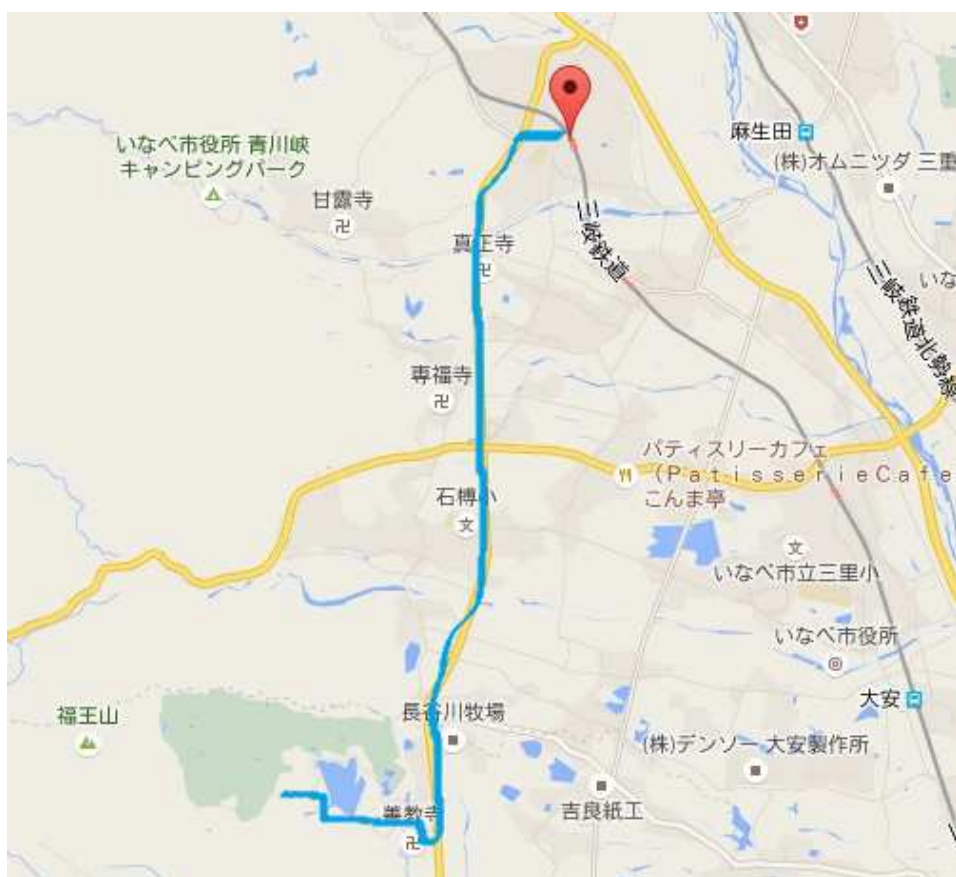 麻生田
(株)オムニツダ 三重
いなべ市役所 青川峡
キャンピングパーク
甘露寺
真正寺
三岐鉄道
いな
三岐鉄道北勢線
専福寺
パティスリーカフェ
(ＰａｔｉｓｓｅｒｉｅＣａｆｅ
こんま亭
石榑小
いなべ市立三里小
いなべ市役所
大安
福王山
長谷川牧場
(株)デンソー 大安製作所
吉良紙工
善教寺